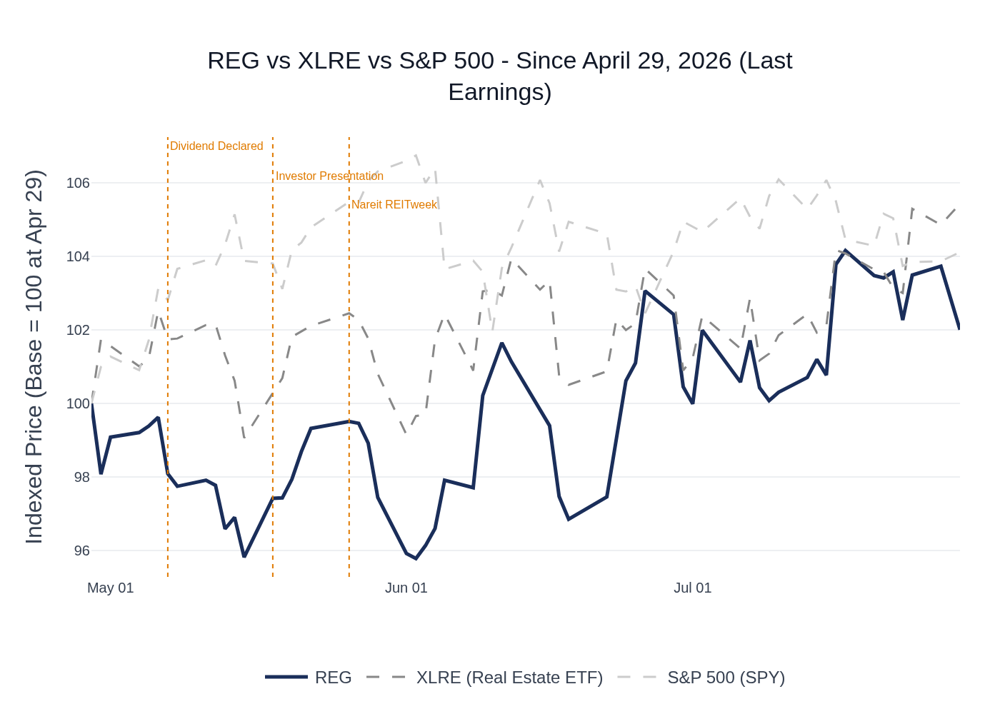 REG vs XLRE vs S&P 500 - Since April 29, 2026 (Last
Earnings)
Indexed Price (Base = 100 at Apr 29)
Dividend Declared
Investor Presentation
Nareit REITweek
106
104
102
100
98
96
May 01
Jun 01
Jul 01
REG
XLRE (Real Estate ETF)
S&P 500 (SPY)